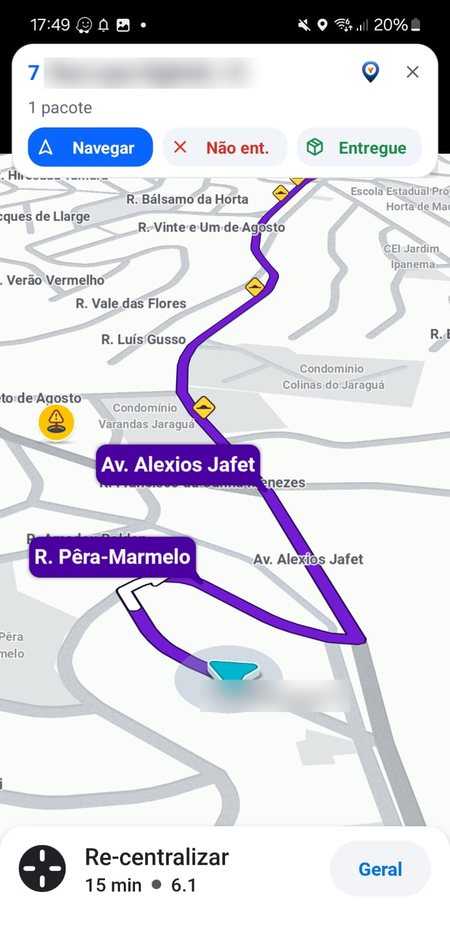 17:49
20%
7
1 pacote
Navegar
Não ent.
Entregue
R. Bálsamo da Horta
Escola Estadual Pro
cques de Llarge
Horta de Mac
R. Vinte e Um de Agosto
CEI Jardim
Ipanema
. Verão Vermelho
R. Vale das Flores
R. Luís Gusso
Condomínio
Colinas do Jaraguá
to de Agosto
Condomínio
Varandas Jaraguá
Av. Alexios Jafet
enezes
R. Pêra-Marmelo
Av. Alexios Jafet
Pêra
melo
Re-centralizar
15 min • 6.1
Geral